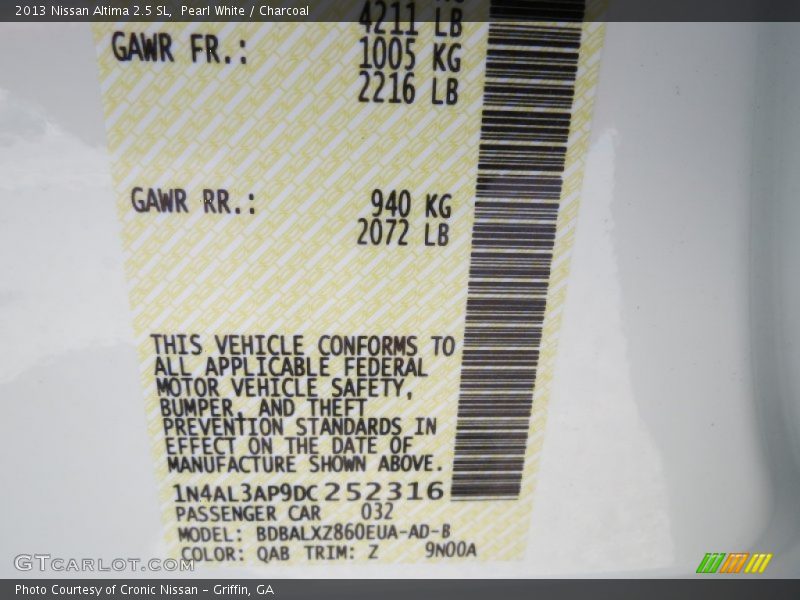 2013 Nissan Altima 2.5 SL, Pearl White / Charcoal
4211 LB
GAWR FR.: 1005 KG
2216 LB
GAWR RR.: 940 KG
2072 LB
THIS VEHICLE CONFORMS TO
ALL APPLICABLE FEDERAL
MOTOR VEHICLE SAFETY,
BUMPER, AND THEFT
PREVENTION STANDARDS IN
EFFECT ON THE DATE OF
MANUFACTURE SHOWN ABOVE.
1N4AL3AP9DC252316
PASSENGER CAR 032
MODEL: BDBALXZ860EUA-AD-B
COLOR: QAB TRIM: Z 9N00A
GTCARLOT.COM
Photo Courtesy of Cronic Nissan – Griffin, GA